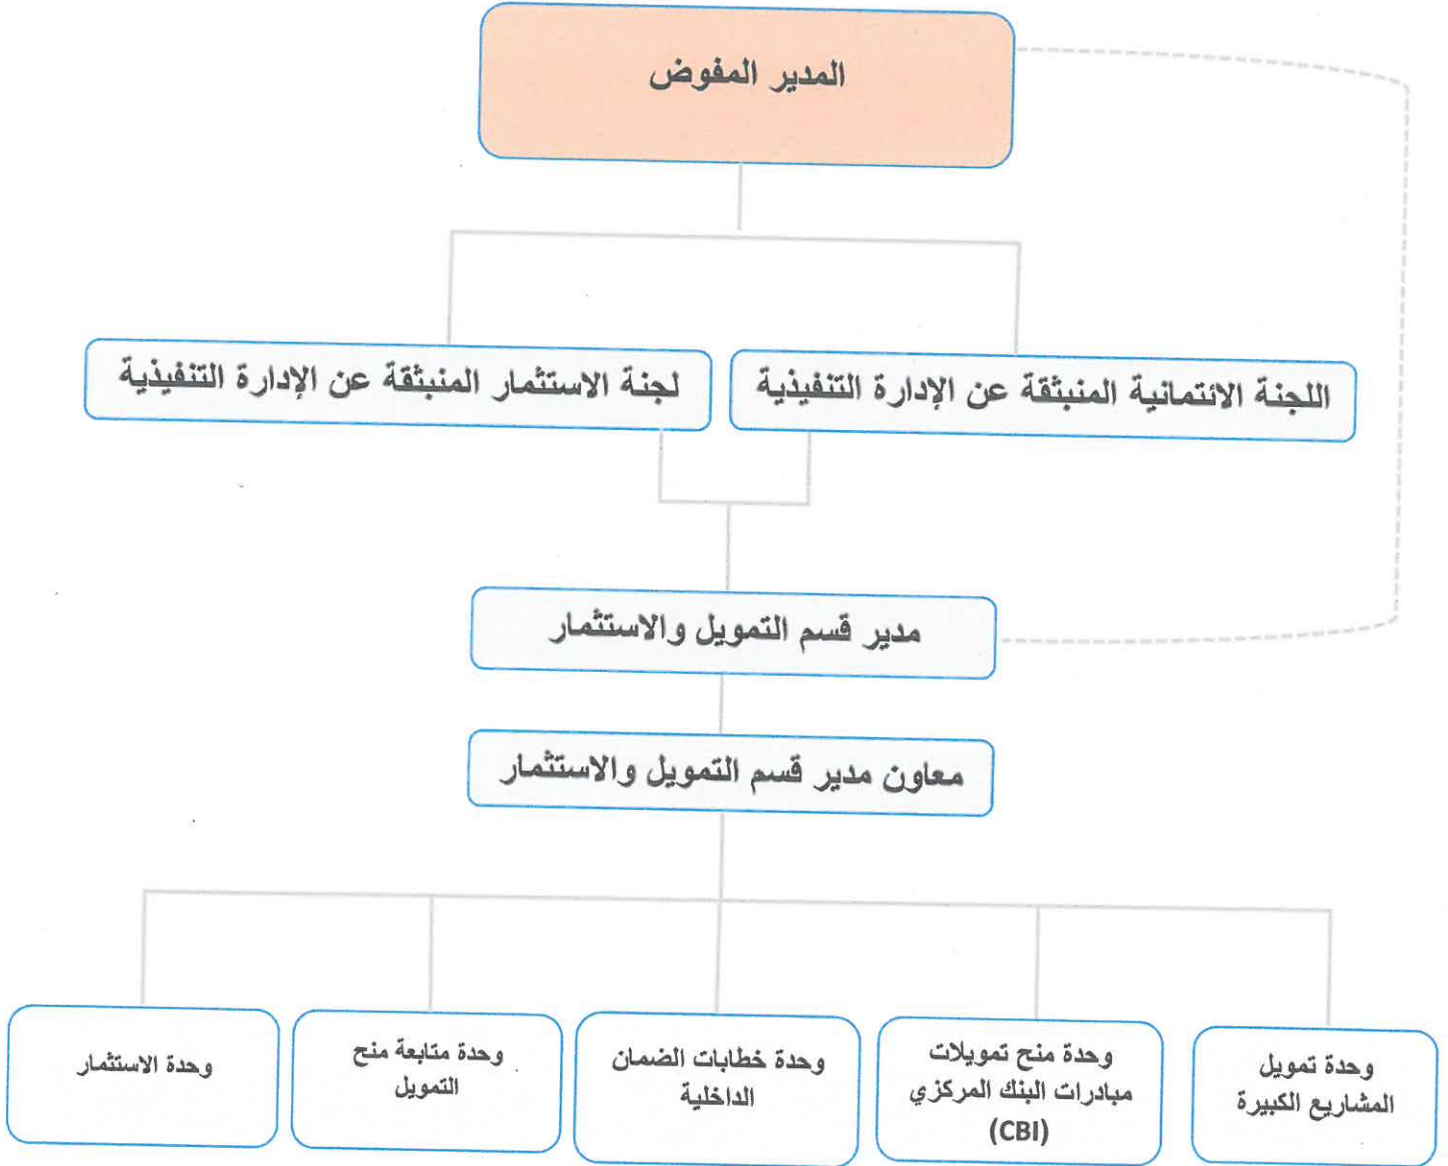 المدير المفوض
اللجنة الائتمانية المنبثقة عن الإدارة التنفيذية
لجنة الاستثمار المنبثقة عن الإدارة التنفيذية
مدير قسم التمويل والاستثمار
معاون مدير قسم التمويل والاستثمار
وحدة تمويل
المشاريع الكبيرة
وحدة منح تمويلات
مبادرات البنك المركزي
(CBI)
وحدة خطابات الضمان
الداخلية
وحدة متابعة منح
التمويل
وحدة الاستثمار